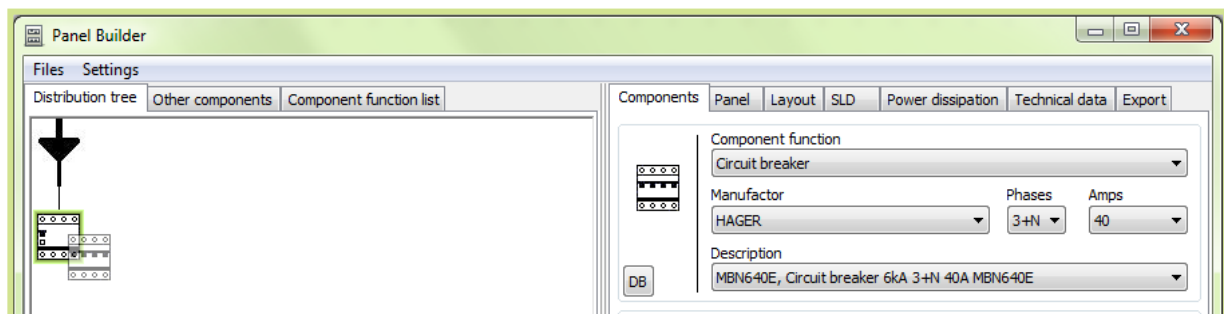 Panel Builder
Files Settings
Distribution tree Other components Component function list
Components Panel Layout SLD Power dissipation Technical data Export
Component function
Circuit breaker
Manufactor Phases Amps
HAGER 3+N 40
Description
DB MBN640E, Circuit breaker 6kA 3+N 40A MBN640E